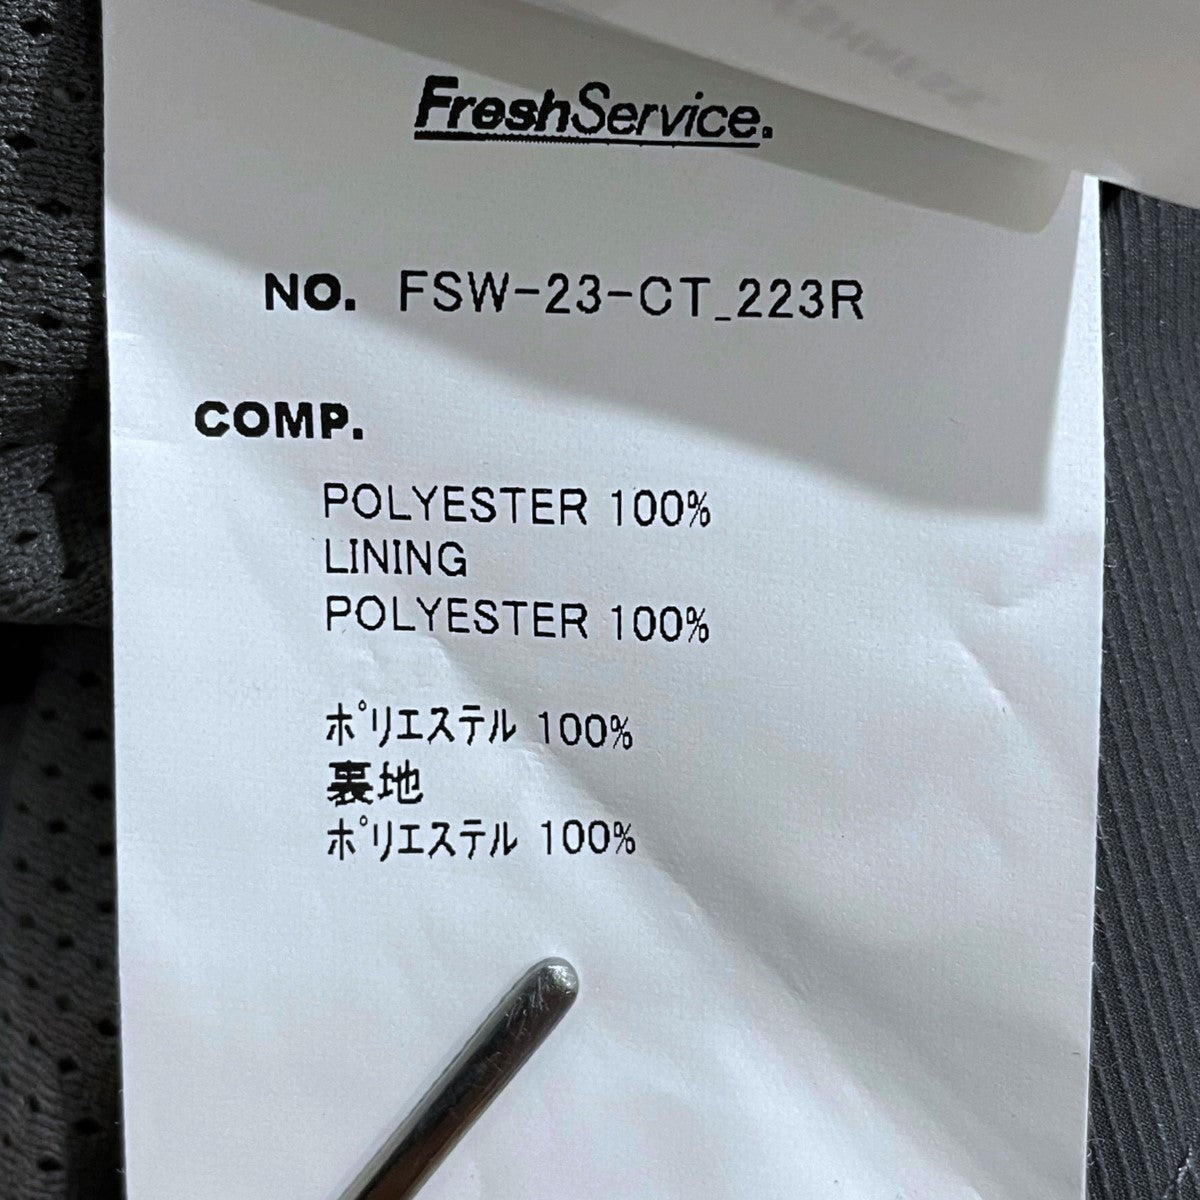 FreshService.
NO. FSW-23-CT_223R
COMP.
POLYESTER 100%
LINING
POLYESTER 100%
ポリエステル 100%
裏地
ポリエステル 100%